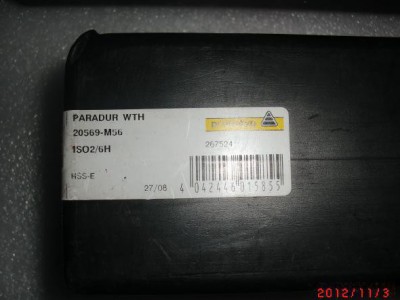 PARADUR WTH
20569-M56
ISO2/6H
267524
HSS-E
27/08
4 042446 015855
2012/11/3